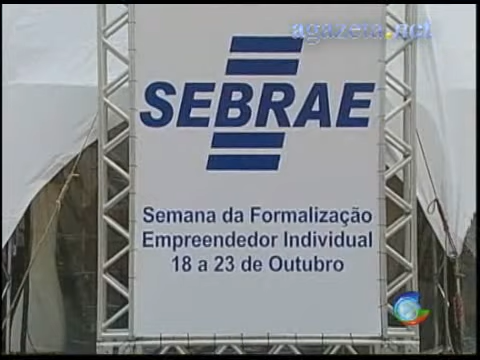 agazeta.net
SEBRAE
Semana da Formalização
Empreendedor Individual
18 a 23 de Outubro